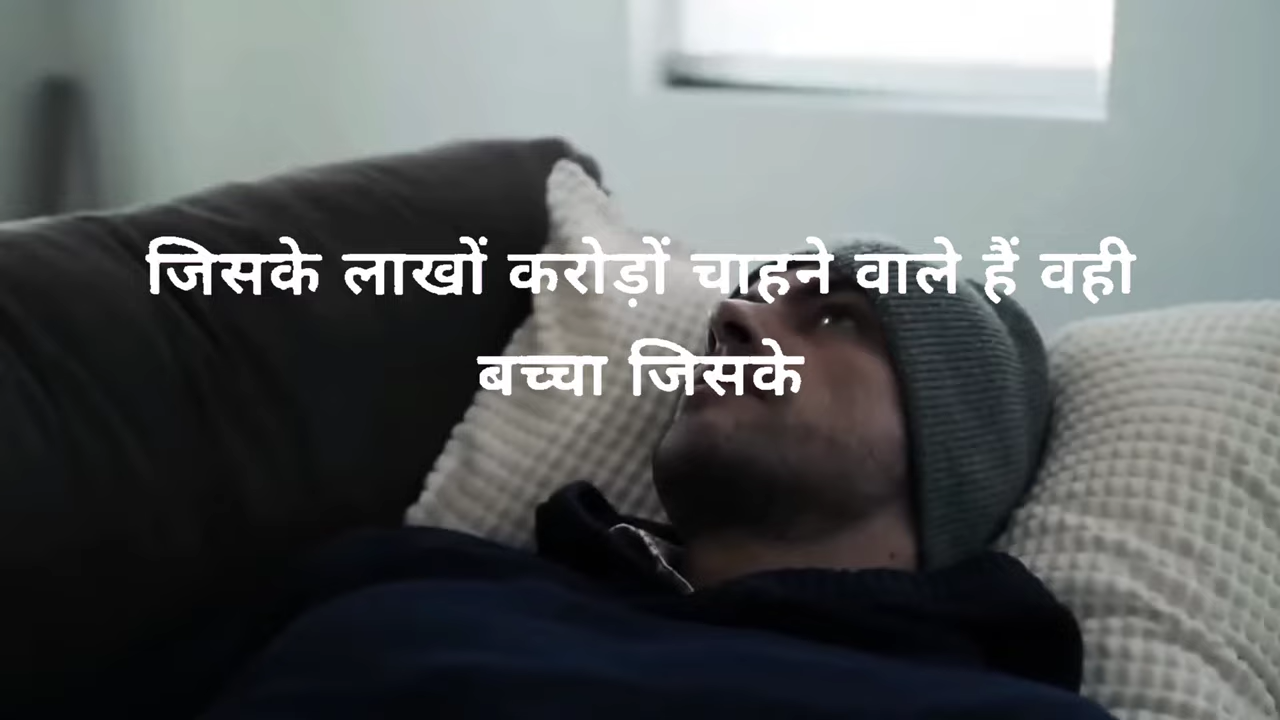 जिसके लाखों करोड़ों चाहने वाले हैं वही
बच्चा जिसके